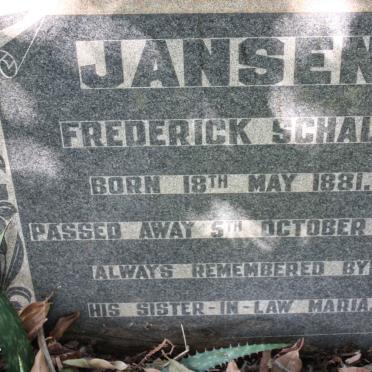 JANSEN
FREDERICK SCHAL
BORN 18TH MAY 1881.
PASSED AWAY 5TH OCTOBER
ALWAYS REMEMBERED BY
HIS SISTER-IN-LAW MARIA